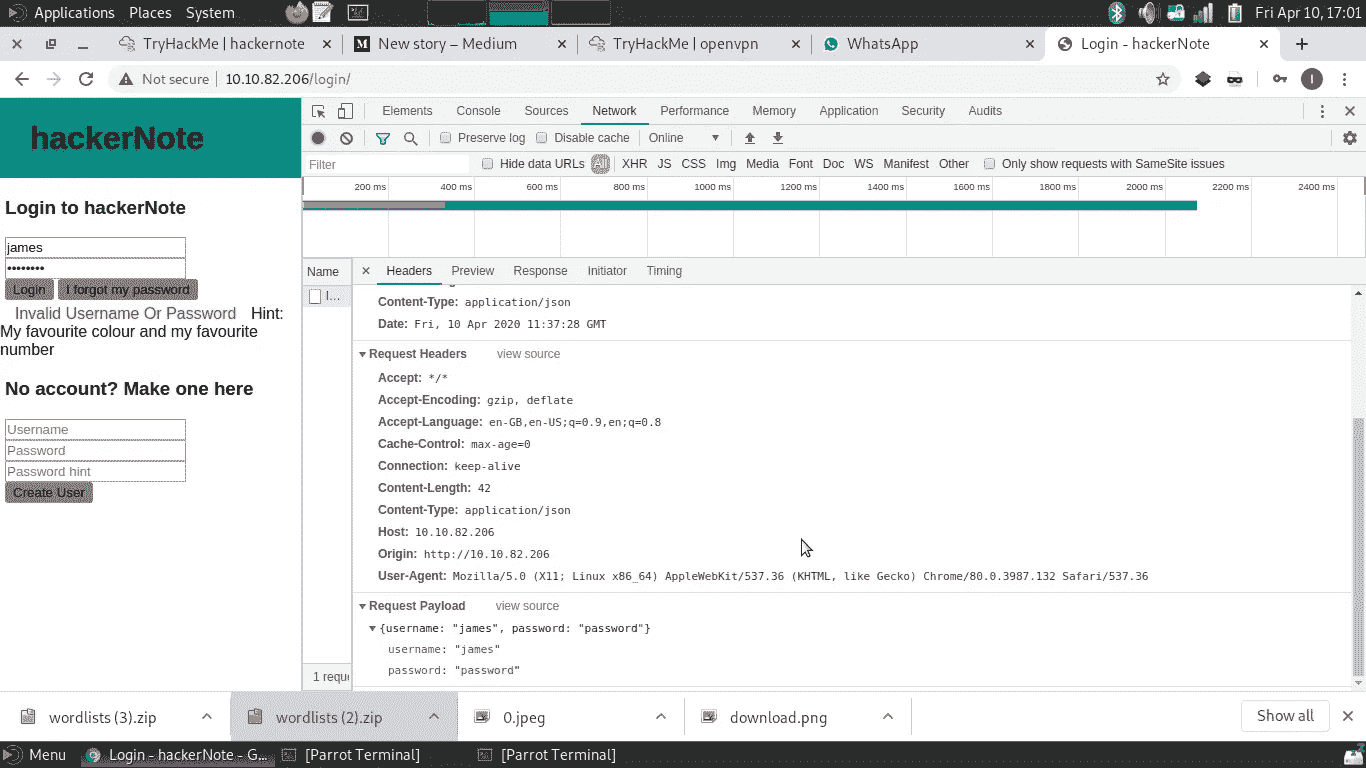 Applications Places System Fri Apr 10, 17:01
TryHackMe | hackernote New story – Medium TryHackMe | openvpn WhatsApp Login - hackerNote
Not secure 10.10.82.206/login/ I
hackerNote
Login to hackerNote
james
••••••••
Login I forgot my password
Invalid Username Or Password Hint:
My favourite colour and my favourite
number
No account? Make one here
Username
Password
Password hint
Create User
Elements Console Sources Network Performance Memory Application Security Audits
Preserve log Disable cache Online
Filter Hide data URLs All XHR JS CSS Img Media Font Doc WS Manifest Other Only show requests with SameSite issues
200 ms 400 ms 600 ms 800 ms 1000 ms 1200 ms 1400 ms 1600 ms 1800 ms 2000 ms 2200 ms 2400 ms
Name
l...
1 requ
Headers Preview Response Initiator Timing
Content-Type: application/json
Date: Fri, 10 Apr 2020 11:37:28 GMT
Request Headers view source
Accept: */*
Accept-Encoding: gzip, deflate
Accept-Language: en-GB,en-US;q=0.9,en;q=0.8
Cache-Control: max-age=0
Connection: keep-alive
Content-Length: 42
Content-Type: application/json
Host: 10.10.82.206
Origin: http://10.10.82.206
User-Agent: Mozilla/5.0 (X11; Linux x86_64) AppleWebKit/537.36 (KHTML, like Gecko) Chrome/80.0.3987.132 Safari/537.36
Request Payload view source
{username: "james", password: "password"}
username: "james"
password: "password"
wordlists (3).zip wordlists (2).zip 0.jpeg download.png Show all
Menu Login - hackerNote - G... [Parrot Terminal] [Parrot Terminal]